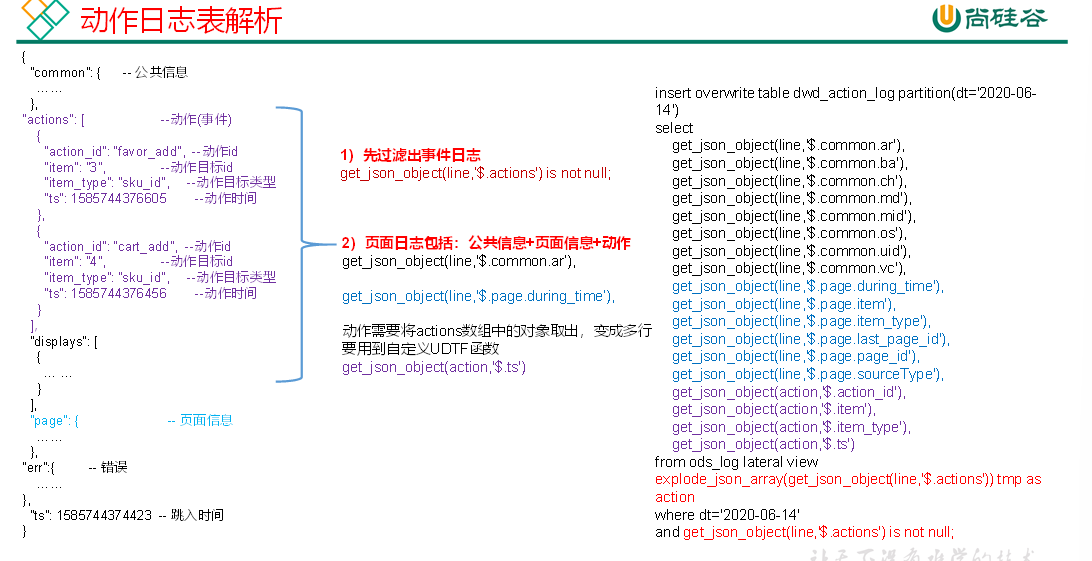 动作日志表解析
尚硅谷
{
"common": { -- 公共信息
... ...
},
"actions": [ --动作(事件)
{
"action_id": "favor_add", --动作id
"item": "3", --动作目标id
"item_type": "sku_id", --动作目标类型
"ts": 1585744376605 --动作时间
},
{
"action_id": "cart_add", --动作id
"item": "4", --动作目标id
"item_type": "sku_id", --动作目标类型
"ts": 1585744376456 --动作时间
}
],
"displays": [
{
... ...
}
],
"page": { -- 页面信息
... ...
},
"err":{ -- 错误
... ...
},
"ts": 1585744374423 -- 跳入时间
}
1）先过滤出事件日志
get_json_object(line,'$.actions') is not null;
2）页面日志包括：公共信息+页面信息+动作
get_json_object(line,'$.common.ar'),
get_json_object(line,'$.page.during_time'),
动作需要将actions数组中的对象取出，变成多行
要用到自定义UDTF函数
get_json_object(action,'$.ts')
insert overwrite table dwd_action_log partition(dt='2020-06-
14')
select
get_json_object(line,'$.common.ar'),
get_json_object(line,'$.common.ba'),
get_json_object(line,'$.common.ch'),
get_json_object(line,'$.common.md'),
get_json_object(line,'$.common.mid'),
get_json_object(line,'$.common.os'),
get_json_object(line,'$.common.uid'),
get_json_object(line,'$.common.vc'),
get_json_object(line,'$.page.during_time'),
get_json_object(line,'$.page.item'),
get_json_object(line,'$.page.item_type'),
get_json_object(line,'$.page.last_page_id'),
get_json_object(line,'$.page.page_id'),
get_json_object(line,'$.page.sourceType'),
get_json_object(action,'$.action_id'),
get_json_object(action,'$.item'),
get_json_object(action,'$.item_type'),
get_json_object(action,'$.ts')
from ods_log lateral view
explode_json_array(get_json_object(line,'$.actions')) tmp as
action
where dt='2020-06-14'
and get_json_object(line,'$.actions') is not null;